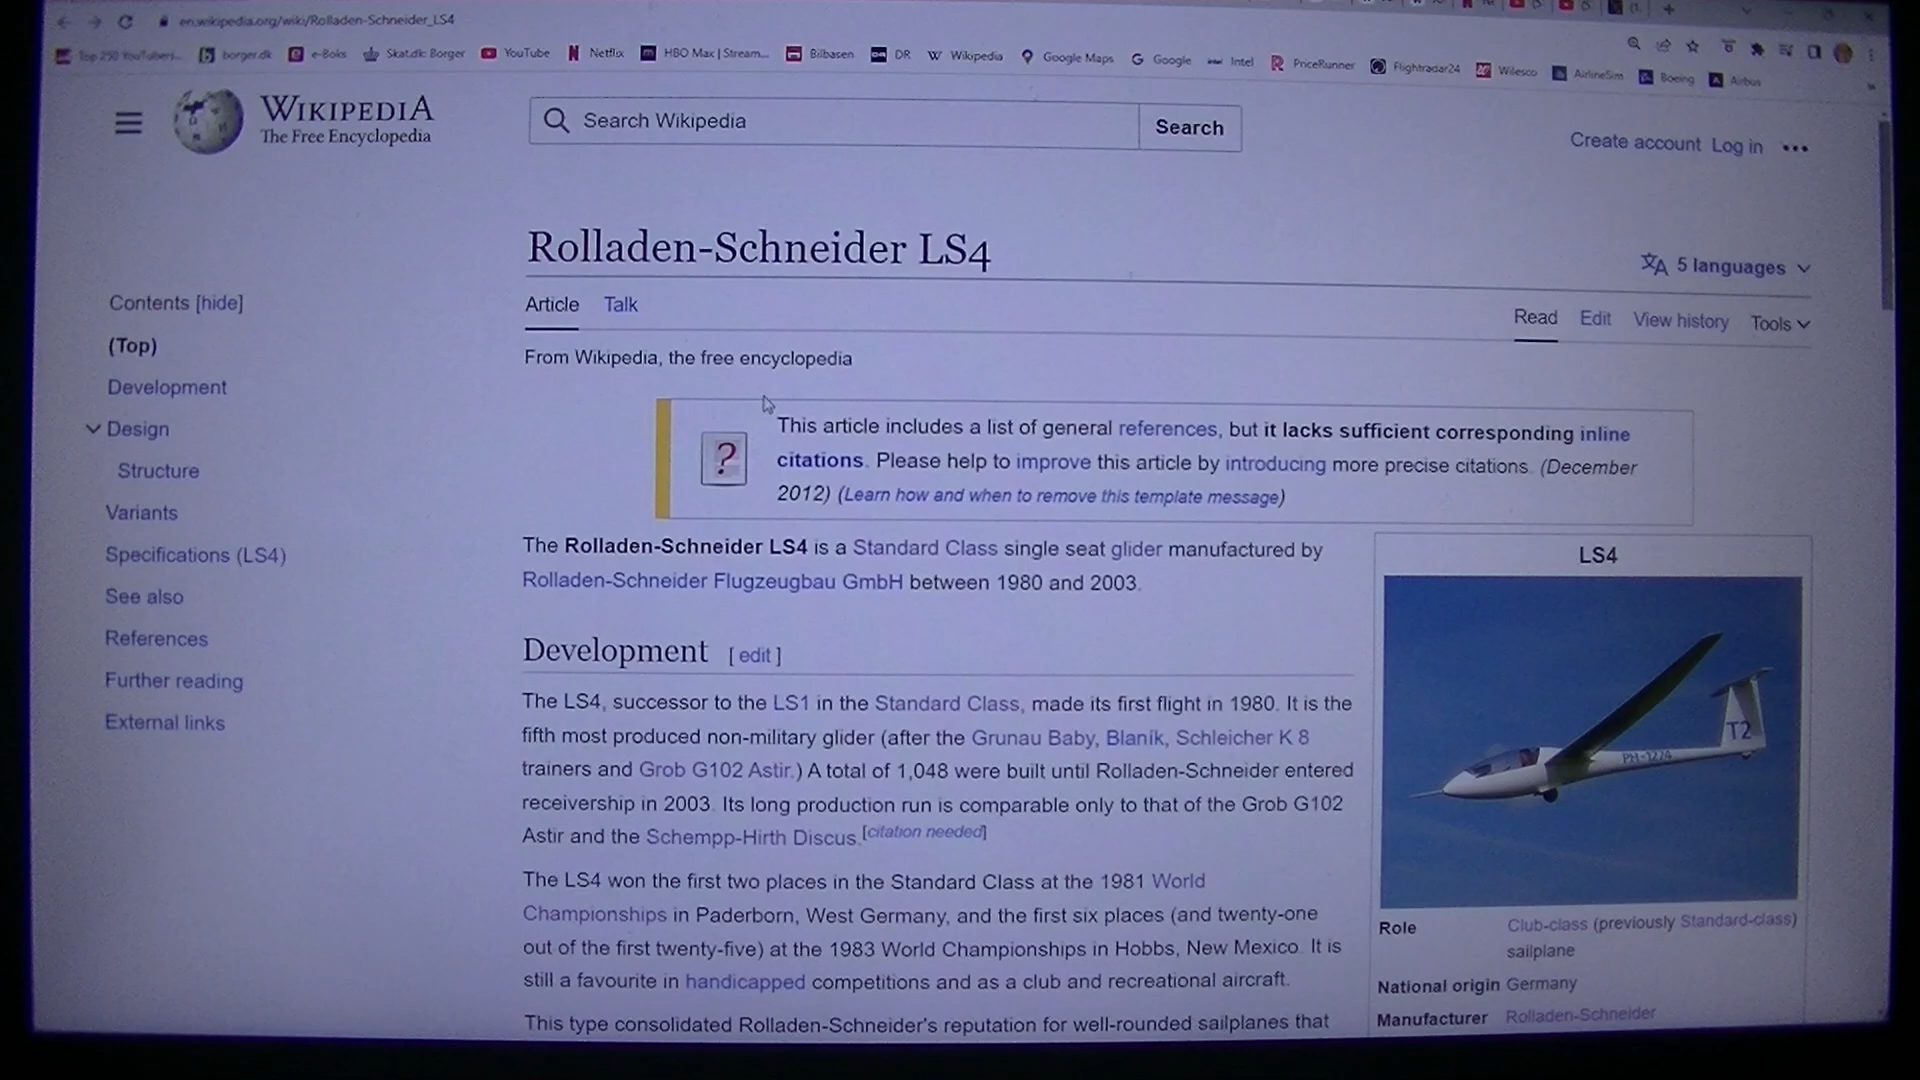 en.wikipedia.org/wiki/Rolladen-Schneider_LS4
Top 250 YouTubers... borger.dk e-Boks Skat.dk: Borger YouTube Netflix HBO Max | Stream... Bilbasen DR Wikipedia Google Maps Google Intel PriceRunner Flightradar24 Wilesco AirlineSim Boeing Airbus
WIKIPEDIA
The Free Encyclopedia
Search Wikipedia
Search
Create account Log in
Rolladen-Schneider LS4
5 languages
Article Talk
Read Edit View history Tools
From Wikipedia, the free encyclopedia
Contents [hide]
(Top)
Development
Design
Structure
Variants
Specifications (LS4)
See also
References
Further reading
External links
?
This article includes a list of general references, but it lacks sufficient corresponding inline
citations. Please help to improve this article by introducing more precise citations. (December
2012) (Learn how and when to remove this template message)
The Rolladen-Schneider LS4 is a Standard Class single seat glider manufactured by
Rolladen-Schneider Flugzeugbau GmbH between 1980 and 2003.
Development [ edit ]
The LS4, successor to the LS1 in the Standard Class, made its first flight in 1980. It is the
fifth most produced non-military glider (after the Grunau Baby, Blaník, Schleicher K 8
trainers and Grob G102 Astir.) A total of 1,048 were built until Rolladen-Schneider entered
receivership in 2003. Its long production run is comparable only to that of the Grob G102
Astir and the Schempp-Hirth Discus.[citation needed]
The LS4 won the first two places in the Standard Class at the 1981 World
Championships in Paderborn, West Germany, and the first six places (and twenty-one
out of the first twenty-five) at the 1983 World Championships in Hobbs, New Mexico. It is
still a favourite in handicapped competitions and as a club and recreational aircraft.
This type consolidated Rolladen-Schneider's reputation for well-rounded sailplanes that
LS4
T2
PH-1274
Role Club-class (previously Standard-class)
sailplane
National origin Germany
Manufacturer Rolladen-Schneider